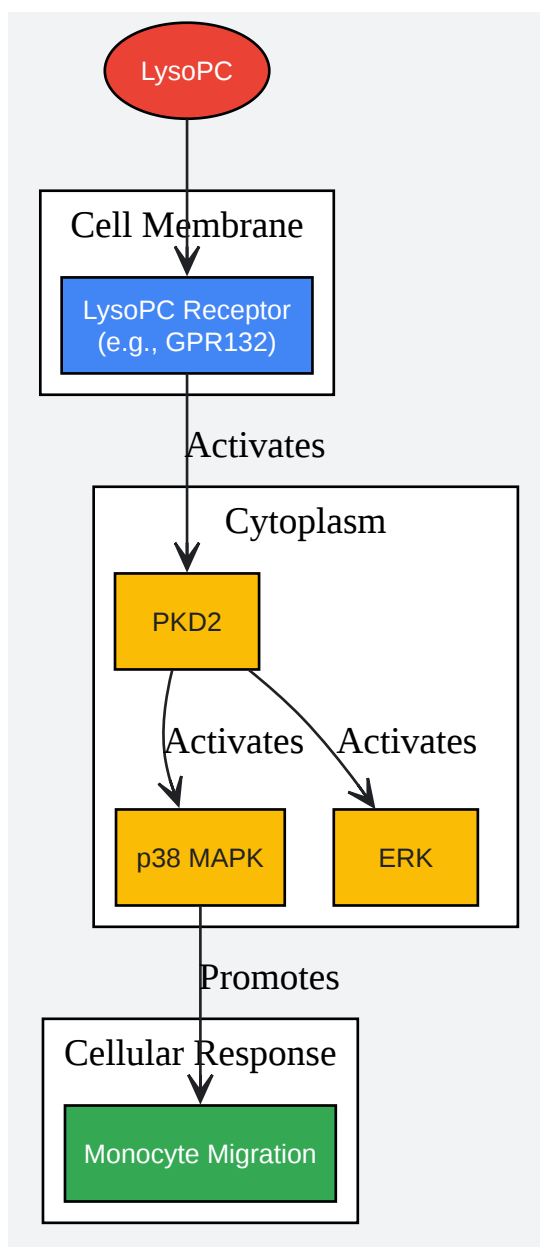 LysoPC
Cell Membrane
LysoPC Receptor
(e.g., GPR132)
Activates
Cytoplasm
PKD2
Activates
Activates
p38 MAPK
ERK
Promotes
Cellular Response
Monocyte Migration